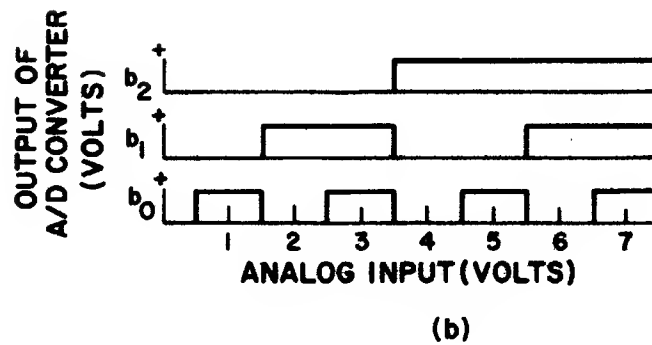 OUTPUT OF
A/D CONVERTER
(VOLTS)
+
b2
+
b1
+
b0
1 2 3 4 5 6 7
ANALOG INPUT (VOLTS)
(b)